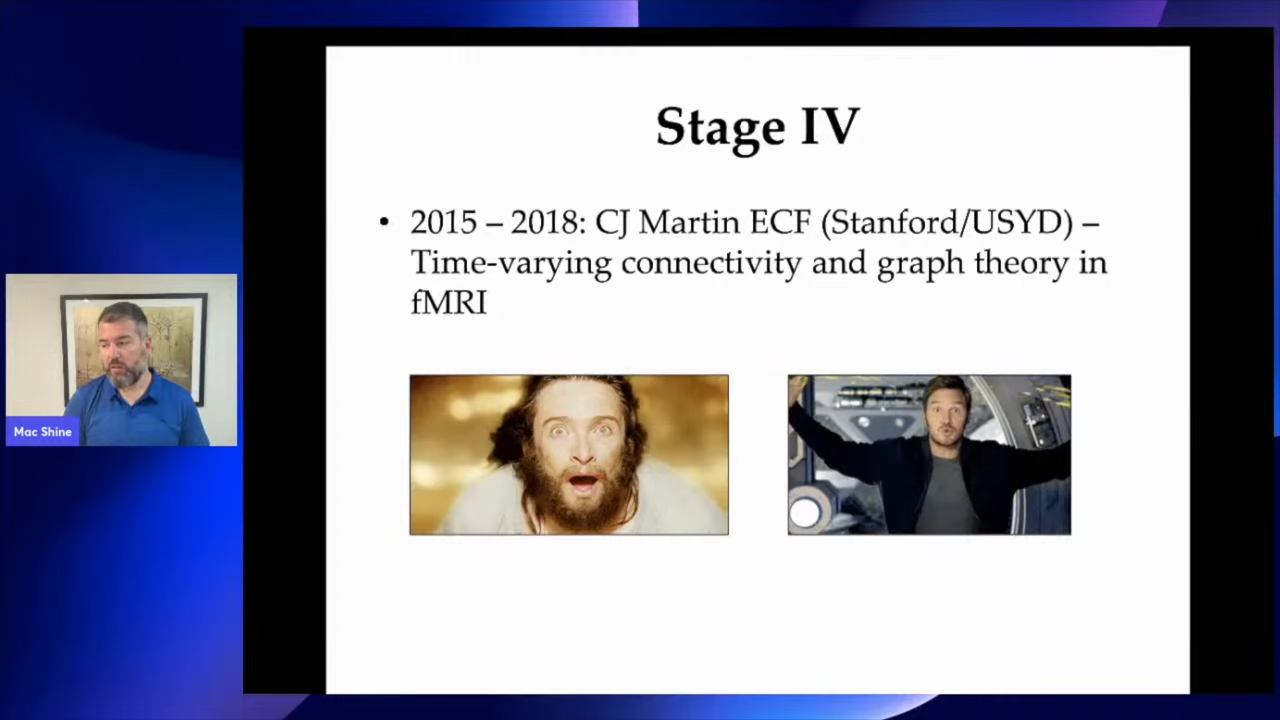 Stage IV
• 2015 – 2018: CJ Martin ECF (Stanford/USYD) –
Time-varying connectivity and graph theory in
fMRI
Mac Shine